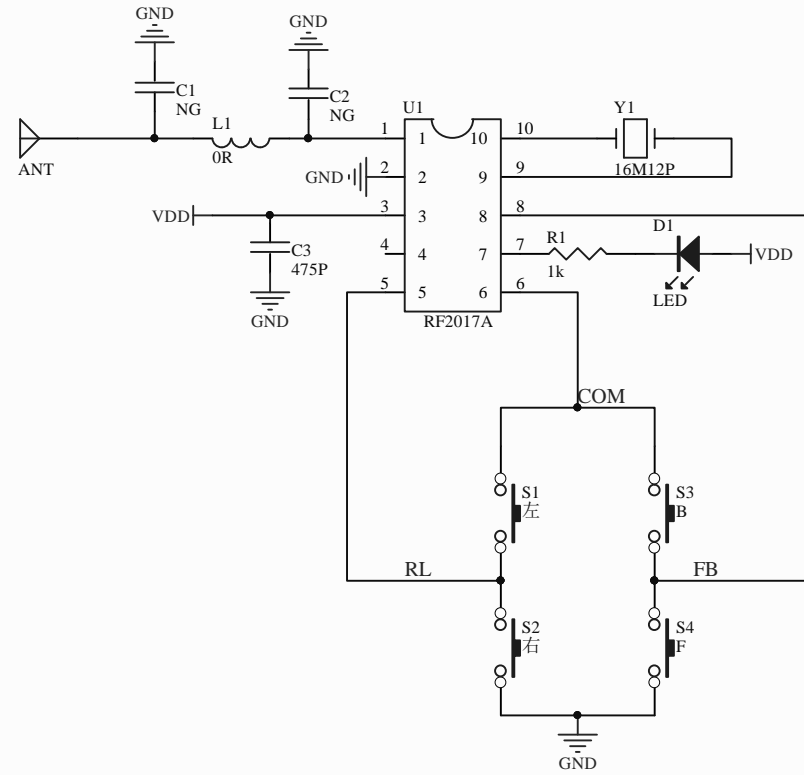 GND
GND
C1
NG
C2
NG
U1
Y1
L1
0R
ANT
1
1
10
10
16M12P
GND
2
2
9
9
VDD
3
3
8
8
C3
475P
4
4
7
7
R1
1k
D1
VDD
LED
GND
5
5
6
6
RF2017A
COM
S1
左
S3
B
RL
FB
S2
右
S4
F
GND